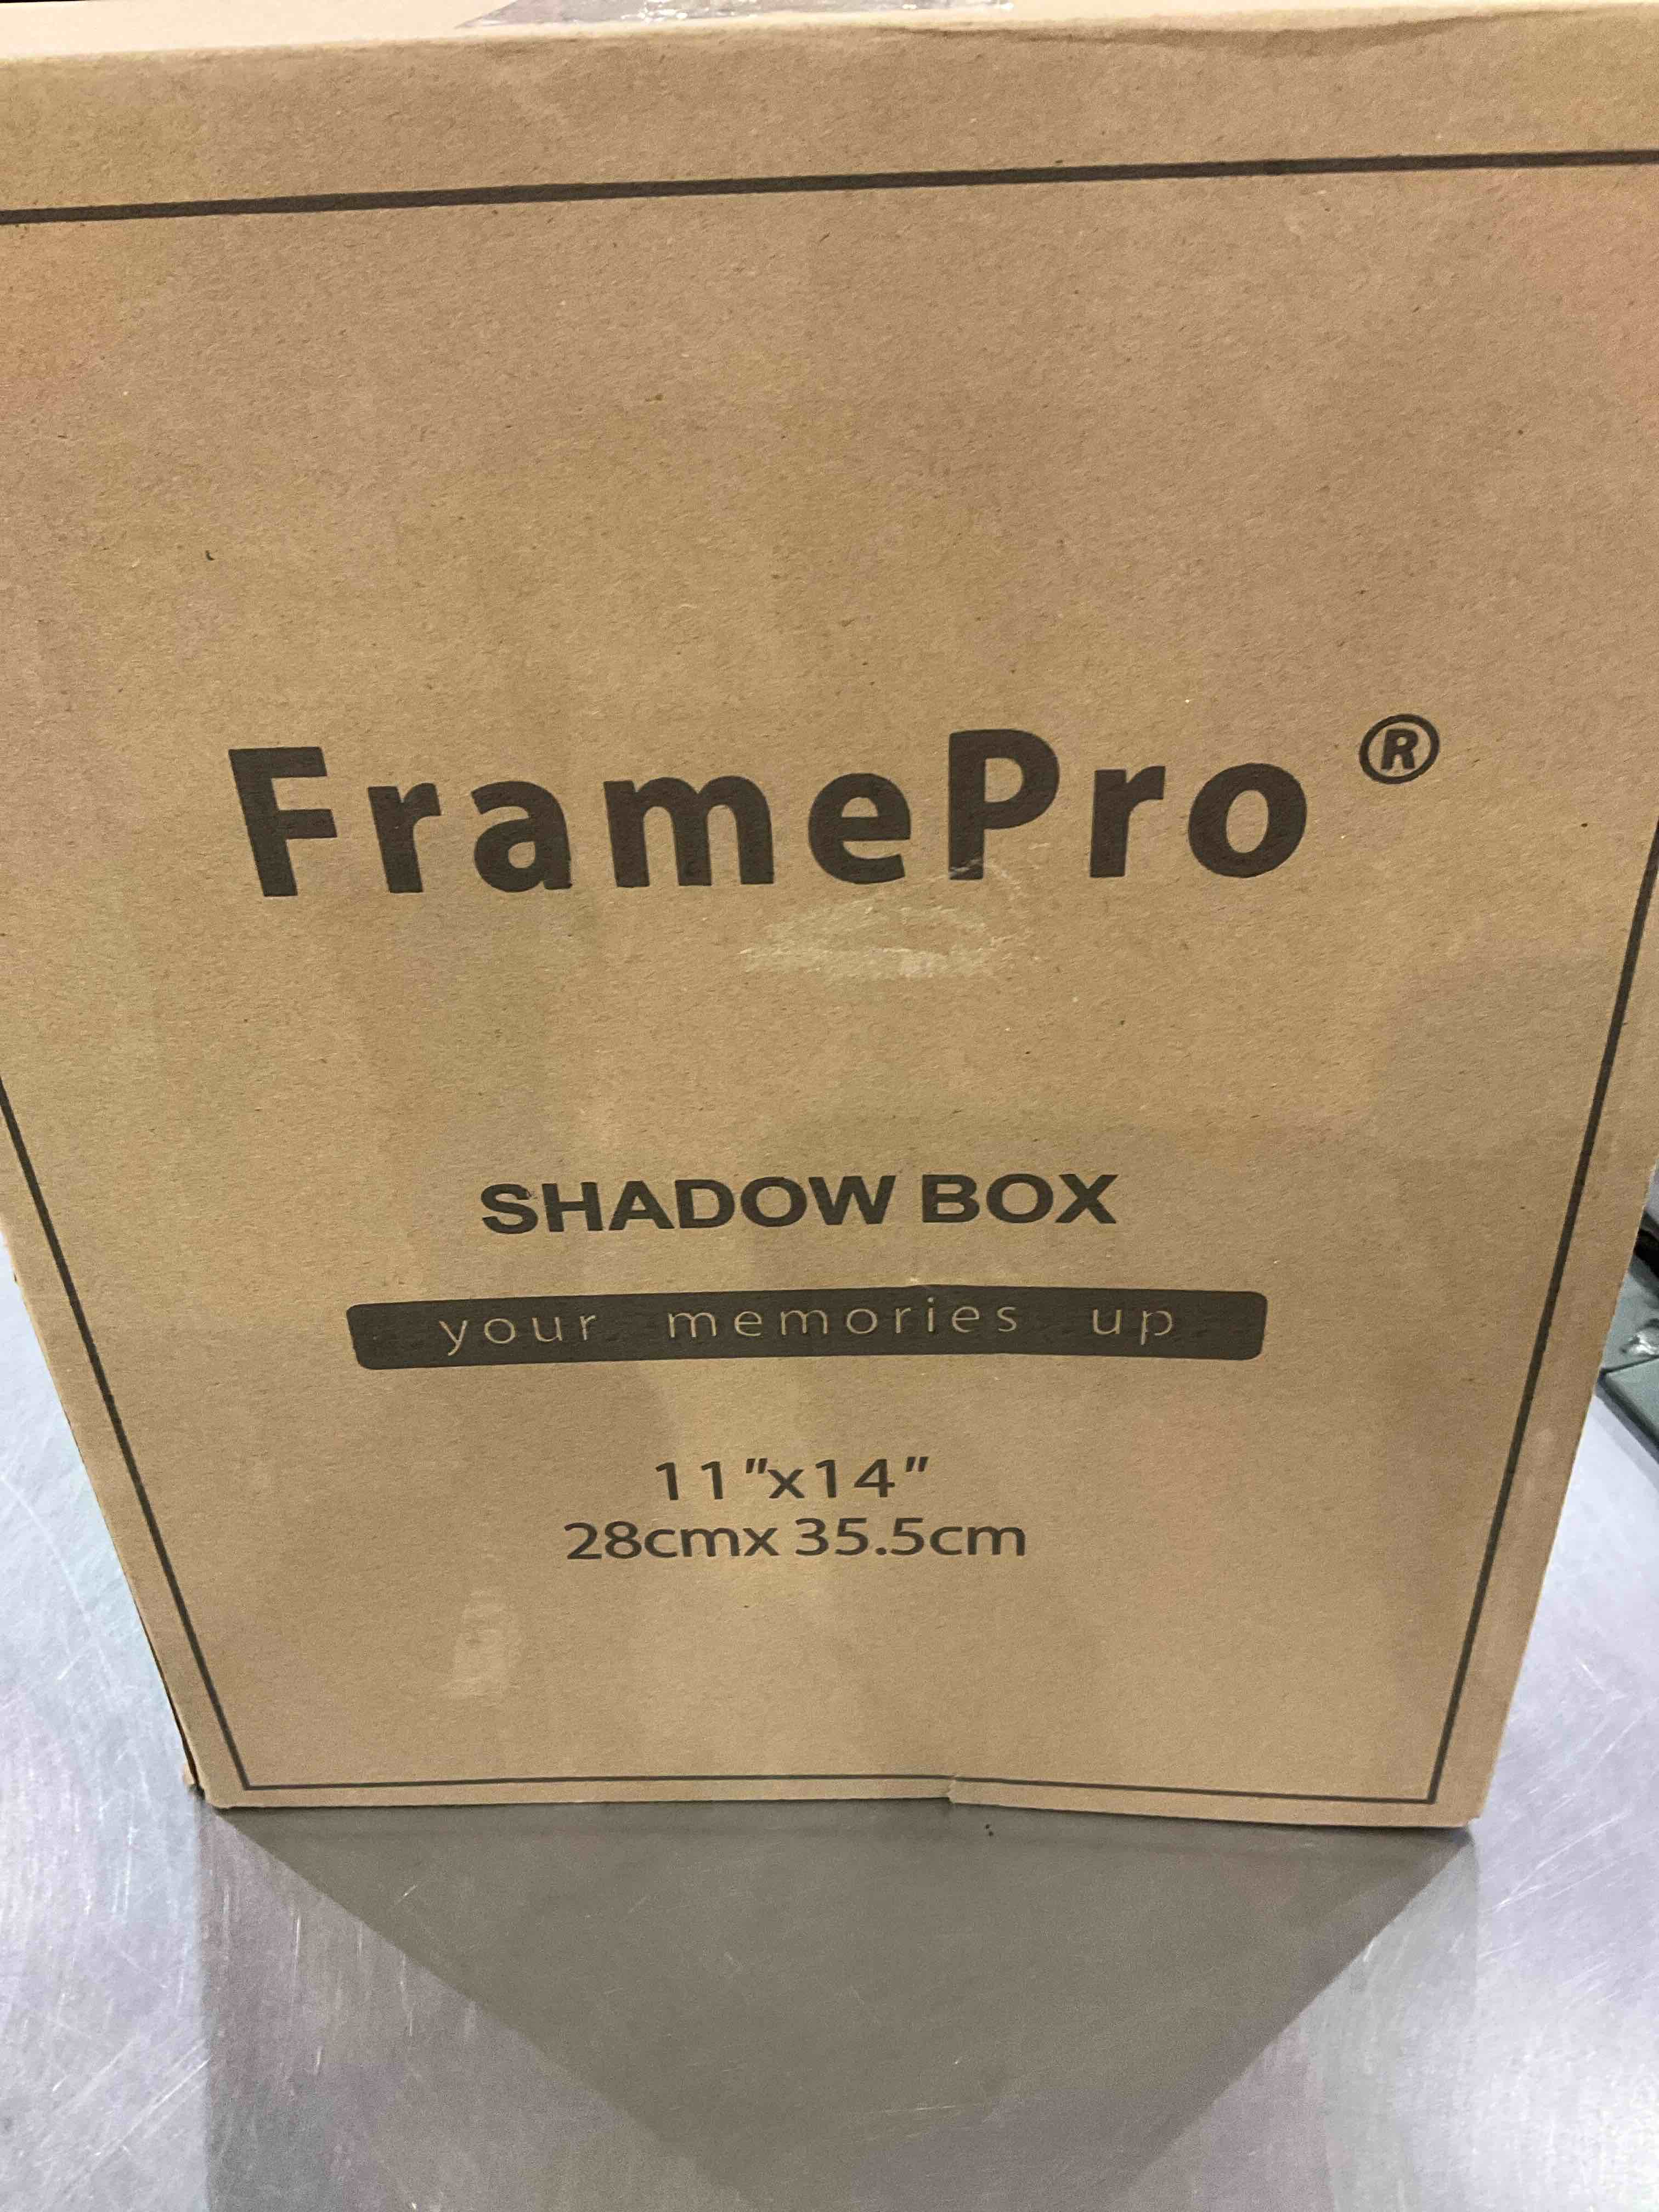 FramePro®
SHADOW BOX
your memories up
11"x14"
28cmx 35.5cm